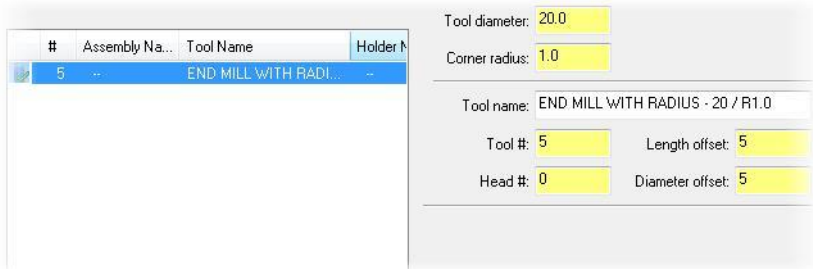 # Assembly Na... Tool Name Holder N
5 -- END MILL WITH RADI... --
Tool diameter: 20.0
Corner radius: 1.0
Tool name: END MILL WITH RADIUS - 20 / R1.0
Tool #: 5 Length offset: 5
Head #: 0 Diameter offset: 5